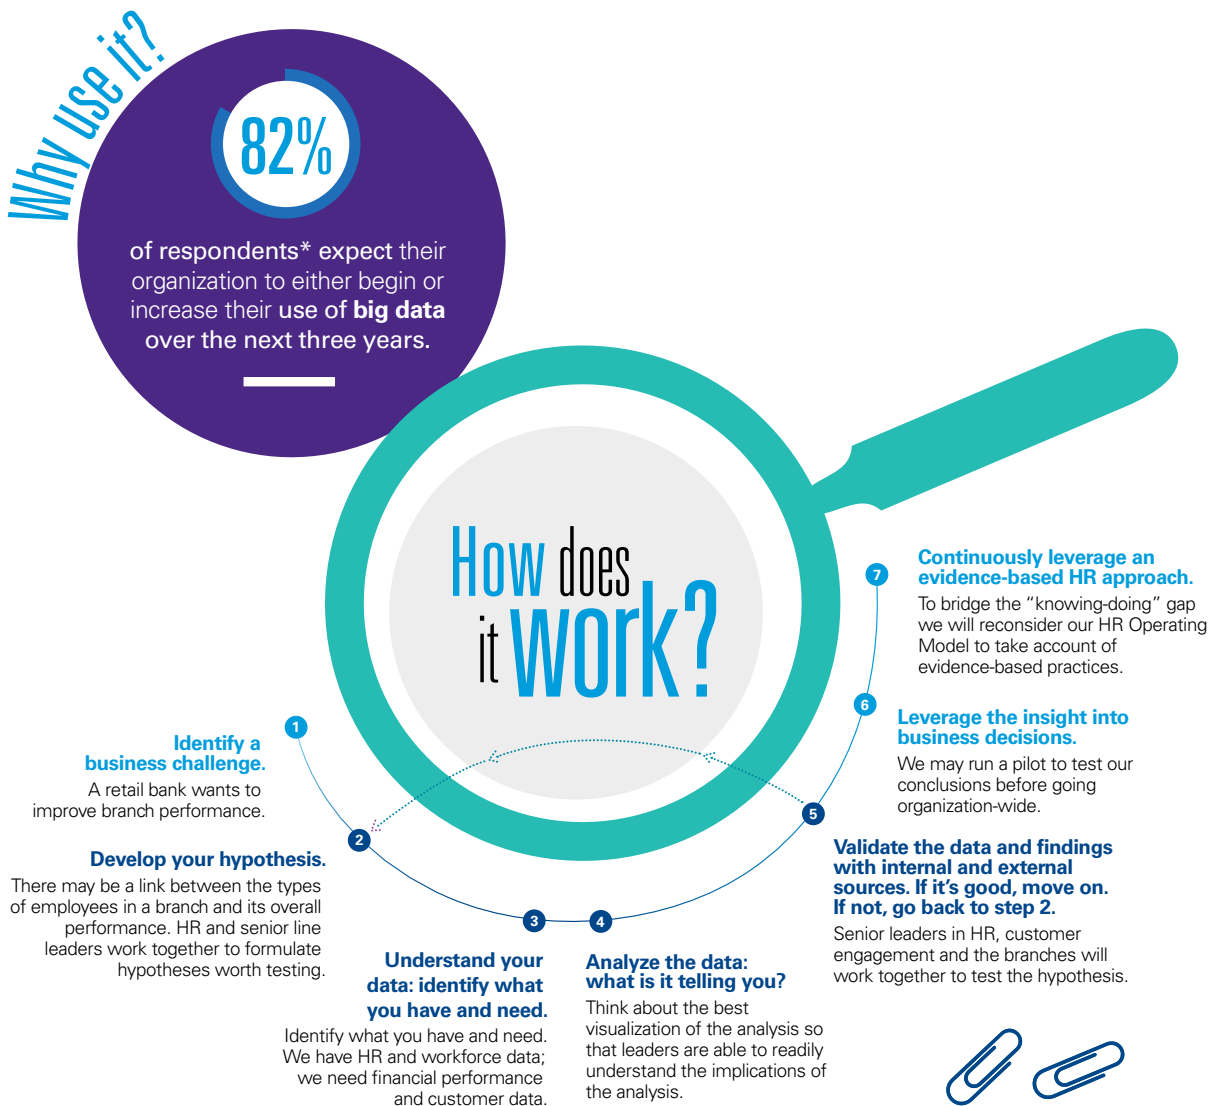 Why use it?
82%
of respondents* expect their
organization to either begin or
increase their use of big data
over the next three years.
How does
it work?
1
Identify a
business challenge.
A retail bank wants to
improve branch performance.
2
Develop your hypothesis.
There may be a link between the types
of employees in a branch and its overall
performance. HR and senior line
leaders work together to formulate
hypotheses worth testing.
3
Understand your
data: identify what
you have and need.
Identify what you have and need.
We have HR and workforce data;
we need financial performance
and customer data.
4
Analyze the data:
what is it telling you?
Think about the best
visualization of the analysis so
that leaders are able to readily
understand the implications of
the analysis.
5
Validate the data and findings
with internal and external
sources. If it's good, move on.
If not, go back to step 2.
Senior leaders in HR, customer
engagement and the branches will
work together to test the hypothesis.
6
Leverage the insight into
business decisions.
We may run a pilot to test our
conclusions before going
organization-wide.
7
Continuously leverage an
evidence-based HR approach.
To bridge the “knowing-doing” gap
we will reconsider our HR Operating
Model to take account of
evidence-based practices.